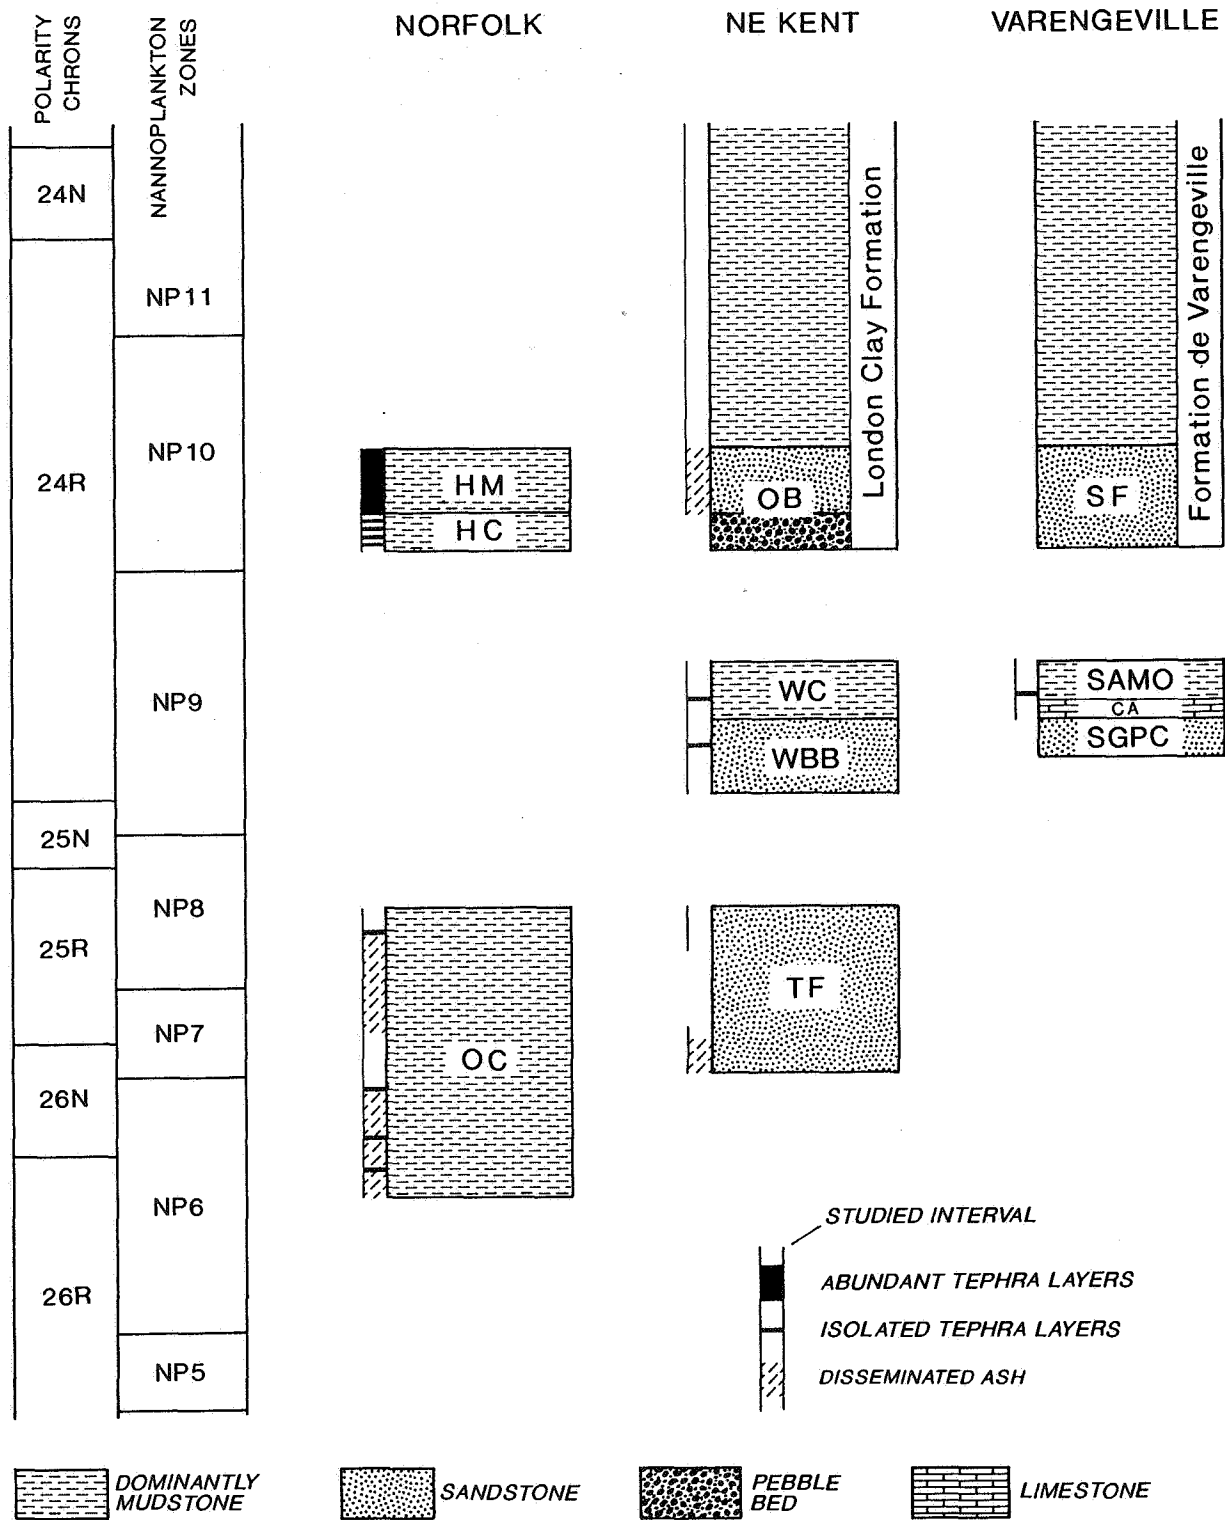 POLARITY
CHRONS
NANNOPLANKTON
ZONES
NORFOLK
NE KENT
VARENGEVILLE
24N
24R
25N
25R
26N
26R
NP11
NP10
NP9
NP8
NP7
NP6
NP5
HM
HC
OC
OB
London Clay Formation
WC
WBB
TF
SF
Formation de Varengeville
SAMO
CA
SGPC
STUDIED INTERVAL
ABUNDANT TEPHRA LAYERS
ISOLATED TEPHRA LAYERS
DISSEMINATED ASH
DOMINANTLY
MUDSTONE
SANDSTONE
PEBBLE
BED
LIMESTONE